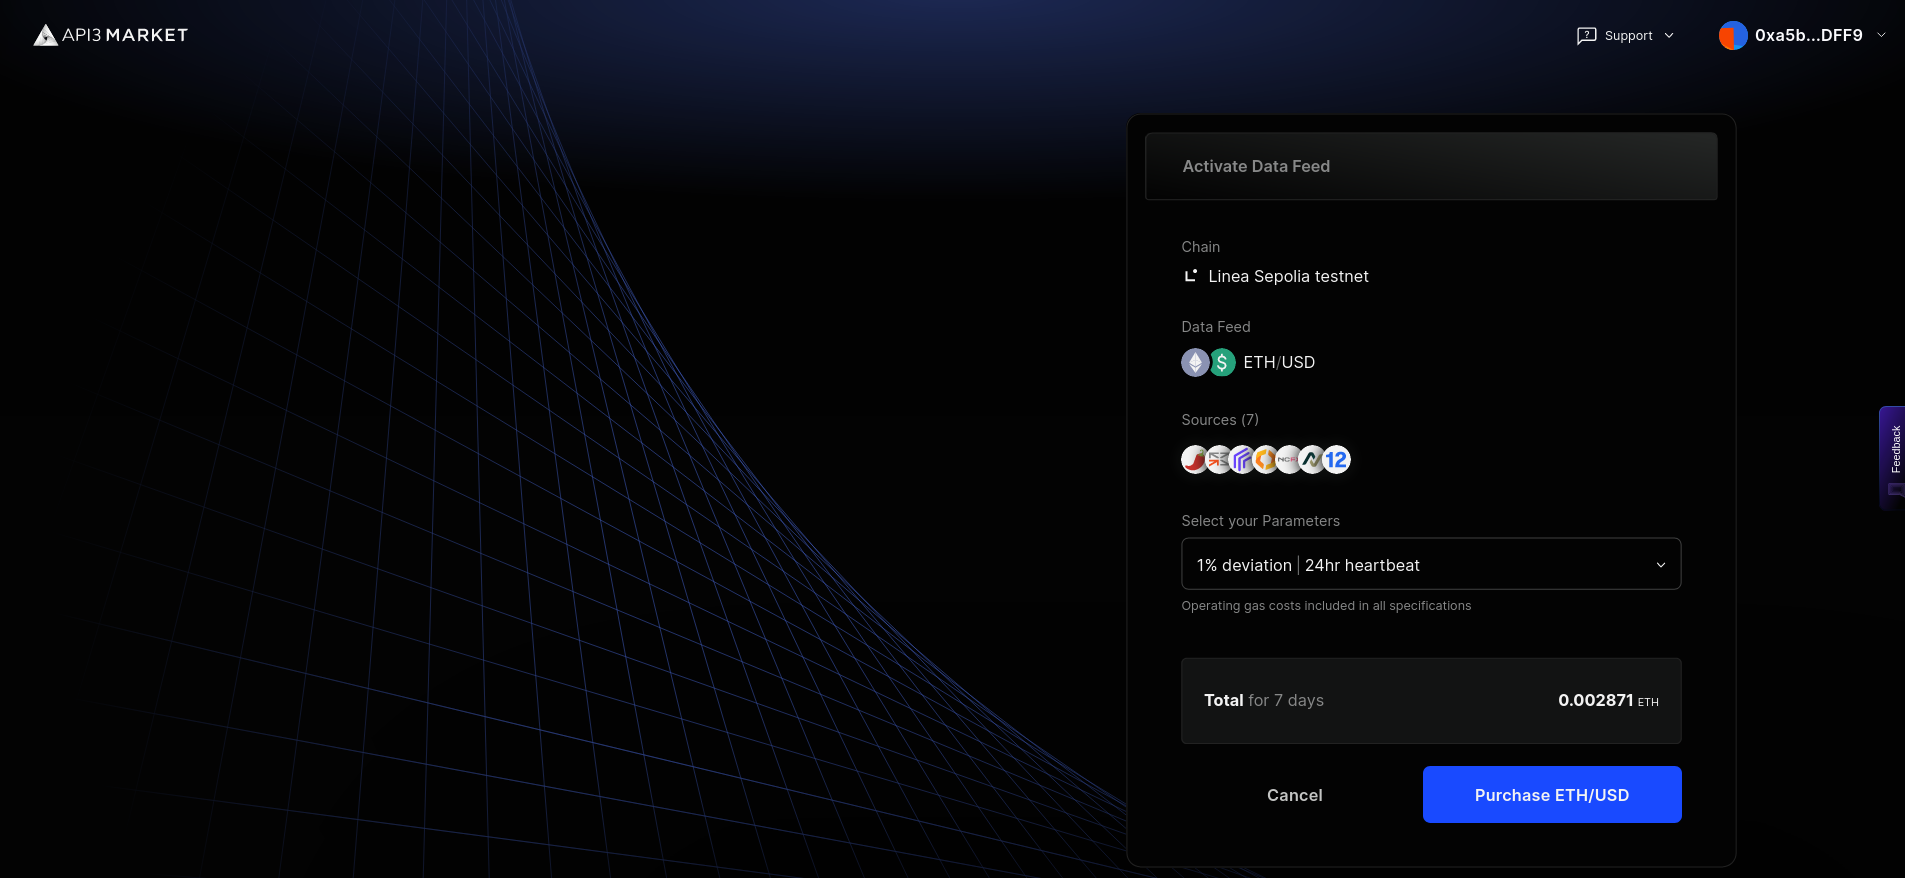 API3 MARKET
Support
0xa5b...DFF9
Activate Data Feed
Chain
Linea Sepolia testnet
Data Feed
$ ETH/USD
Sources (7)
NCFX 12
Select your Parameters
1% deviation | 24hr heartbeat
Operating gas costs included in all specifications
Total for 7 days 0.002871 ETH
Cancel
Purchase ETH/USD
Feedback